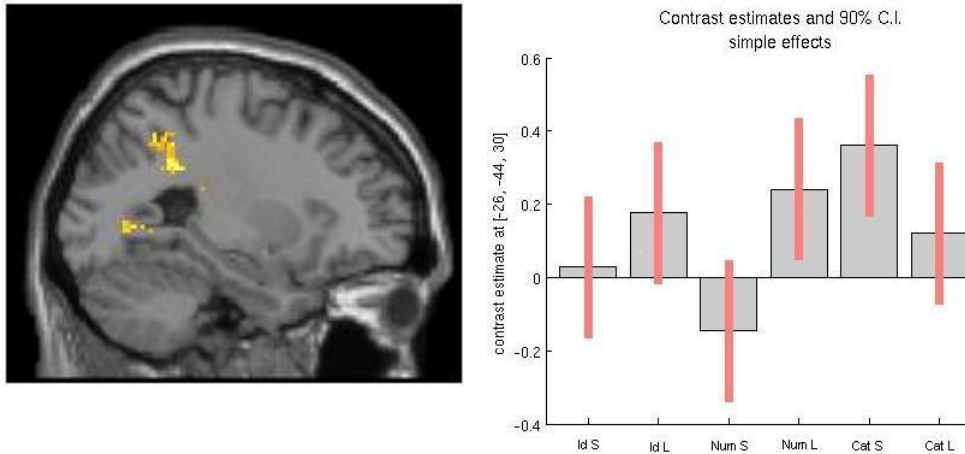 Contrast estimates and 90% C.I.
simple effects
contrast estimate at [-26, -44, 30]
0.6
0.4
0.2
0
-0.2
-0.4
Id S
Id L
Num S
Num L
Cat S
Cat L